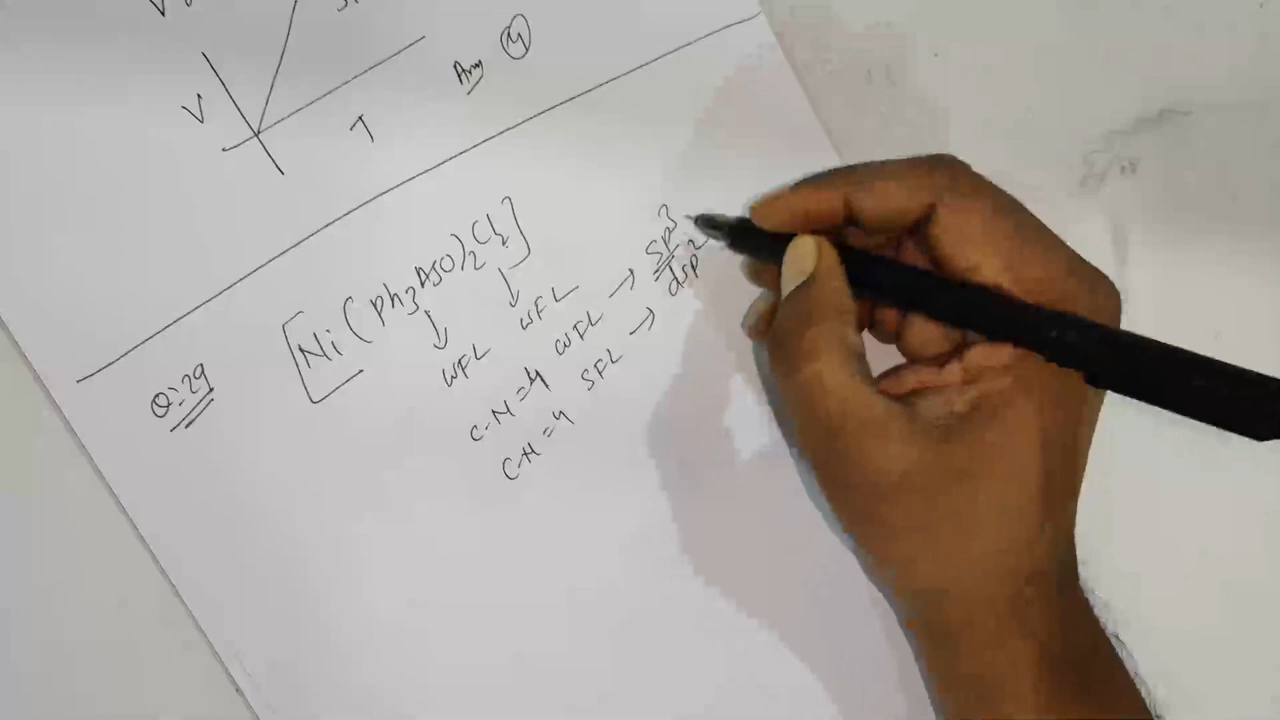 V
V
T
Ans (4)
Q:29
[Ni(Ph3AsO)2Cl2]
WFL WFL
C-N=4 WFL → sp3
C-N=4 SFL → dsp2